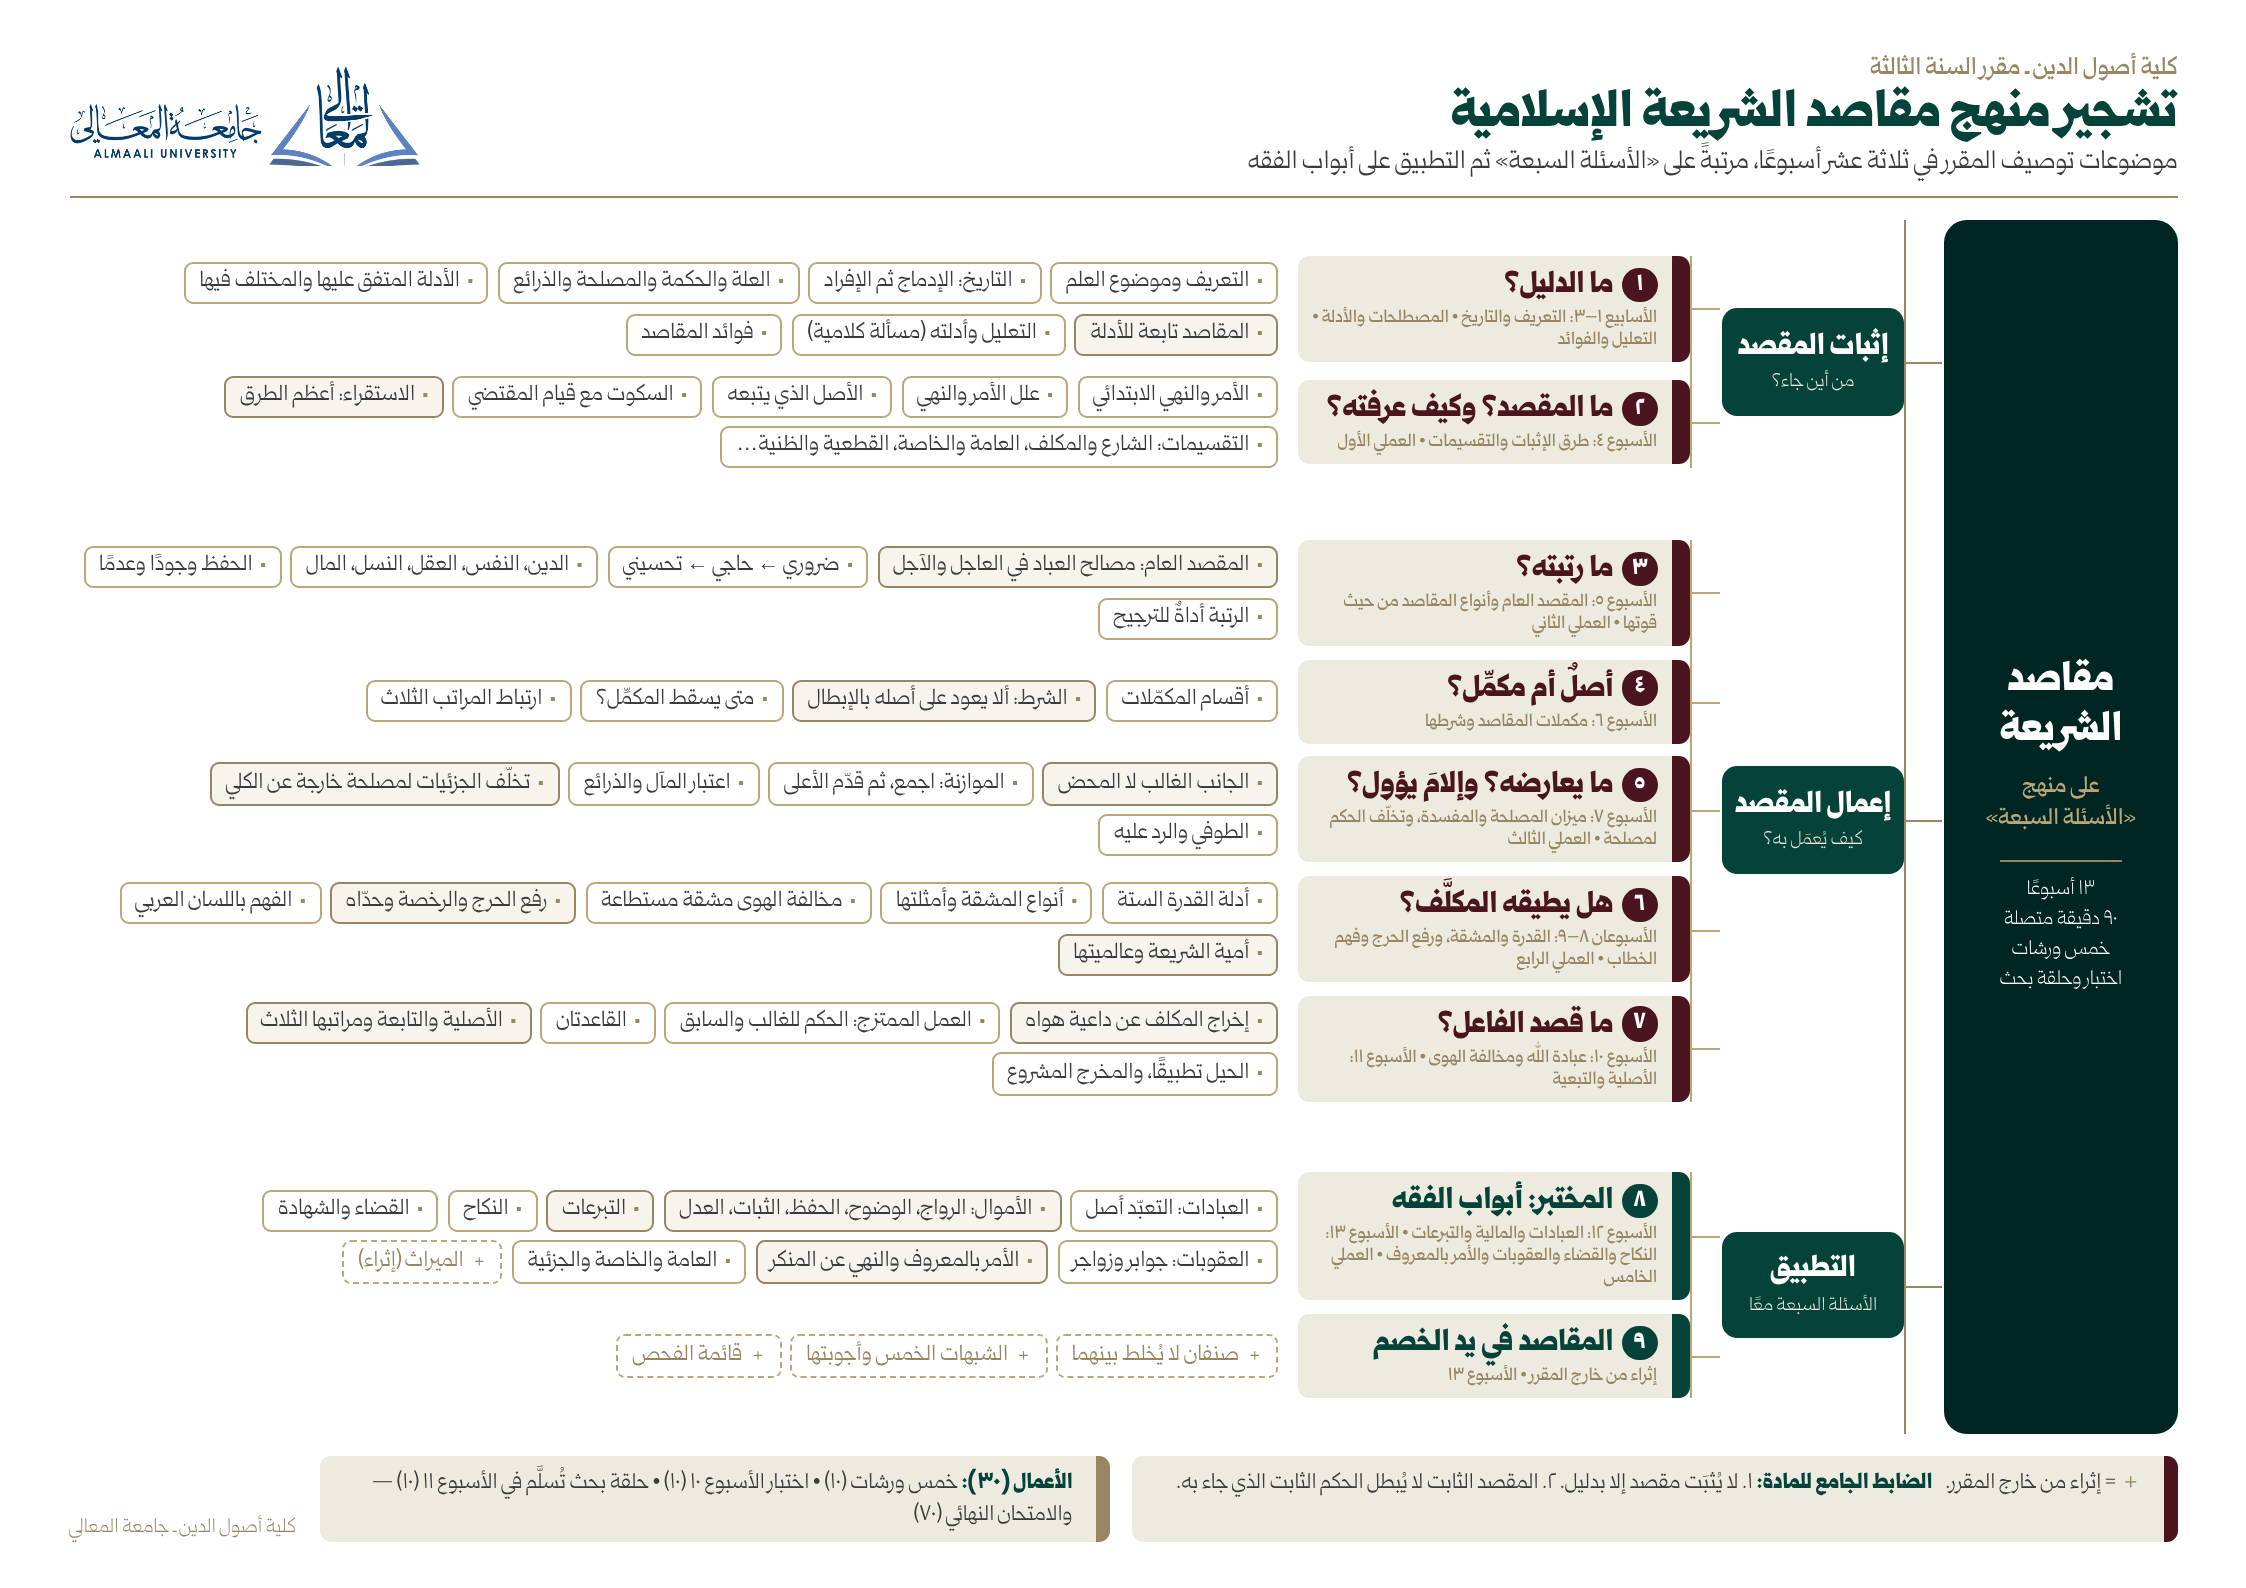 كلية أصول الدين ـ مقرر السنة الثالثة
تشجير منهج مقاصد الشريعة الإسلامية
موضوعات توصيف المقرر في ثلاثة عشر أسبوعًا، مرتبةً على «الأسئلة السبعة» ثم التطبيق على أبواب الفقه
لتي معالي
جامعة المعالي
ALMAALI UNIVERSITY
مقاصد
الشريعة
على منهج
«الأسئلة السبعة»
١٣ أسبوعًا
٩٠ دقيقة متصلة
خمس ورشات
اختبار وحلقة بحث
إثبات المقصد
من أين جاء؟
١ ما الدليل؟
الأسابيع ١–٣: التعريف والتاريخ • المصطلحات والأدلة •
التعليل والفوائد
▪ التعريف وموضوع العلم ▪ التاريخ: الإدماج ثم الإفراد ▪ العلة والحكمة والمصلحة والذرائع ▪ الأدلة المتفق عليها والمختلف فيها
▪ المقاصد تابعة للأدلة ▪ التعليل وأدلته (مسألة كلامية) ▪ فوائد المقاصد
٢ ما المقصد؟ وكيف عرفته؟
الأسبوع ٤: طرق الإثبات والتقسيمات • العملي الأول
▪ الأمر والنهي الابتدائي ▪ علل الأمر والنهي ▪ الأصل الذي يتبعه ▪ السكوت مع قيام المقتضي ▪ الاستقراء: أعظم الطرق
▪ التقسيمات: الشارع والمكلف، العامة والخاصة، القطعية والظنية…
إعمال المقصد
كيف يُعمَل به؟
٣ ما رتبته؟
الأسبوع ٥: المقصد العام وأنواع المقاصد من حيث
قوتها • العملي الثاني
▪ المقصد العام: مصالح العباد في العاجل والآجل ▪ ضروري ← حاجي ← تحسيني ▪ الدين، النفس، العقل، النسل، المال ▪ الحفظ وجودًا وعدمًا
▪ الرتبة أداةٌ للترجيح
٤ أصلٌ أم مكمِّل؟
الأسبوع ٦: مكملات المقاصد وشرطها
▪ أقسام المكمّلات ▪ الشرط: ألا يعود على أصله بالإبطال ▪ متى يسقط المكمِّل؟ ▪ ارتباط المراتب الثلاث
٥ ما يعارضه؟ وإلامَ يؤول؟
الأسبوع ٧: ميزان المصلحة والمفسدة، وتخلّف الحكم
لمصلحة • العملي الثالث
▪ الجانب الغالب لا المحض ▪ الموازنة: اجمع، ثم قدّم الأعلى ▪ اعتبار المآل والذرائع ▪ تخلّف الجزئيات لمصلحة خارجة عن الكلي
▪ الطوفي والرد عليه
٦ هل يطيقه المكلَّف؟
الأسبوعان ٨–٩: القدرة والمشقة، ورفع الحرج وفهم
الخطاب • العملي الرابع
▪ أدلة القدرة الستة ▪ أنواع المشقة وأمثلتها ▪ مخالفة الهوى مشقة مستطاعة ▪ رفع الحرج والرخصة وحدّاه ▪ الفهم باللسان العربي
▪ أمية الشريعة وعالميتها
٧ ما قصد الفاعل؟
الأسبوع ١٠: عبادة الله ومخالفة الهوى • الأسبوع ١١:
الأصلية والتبعية
▪ إخراج المكلف عن داعية هواه ▪ العمل الممتزج: الحكم للغالب والسابق ▪ القاعدتان ▪ الأصلية والتابعة ومراتبها الثلاث
▪ الحيل تطبيقًا، والمخرج المشروع
التطبيق
الأسئلة السبعة معًا
٨ المختبر: أبواب الفقه
الأسبوع ١٢: العبادات والمالية والتبرعات • الأسبوع ١٣:
النكاح والقضاء والعقوبات والأمر بالمعروف • العملي
الخامس
▪ العبادات: التعبّد أصل ▪ الأموال: الرواج، الوضوح، الحفظ، الثبات، العدل ▪ التبرعات ▪ النكاح ▪ القضاء والشهادة
▪ العقوبات: جوابر وزواجر ▪ الأمر بالمعروف والنهي عن المنكر ▪ العامة والخاصة والجزئية + الميراث (إثراء)
٩ المقاصد في يد الخصم
إثراء من خارج المقرر • الأسبوع ١٣
+ صنفان لا يُخلط بينهما + الشبهات الخمس وأجوبتها + قائمة الفحص
+ = إثراء من خارج المقرر. الضابط الجامع للمادة: ١. لا يُثبَت مقصد إلا بدليل. ٢. المقصد الثابت لا يُبطل الحكم الثابت الذي جاء به.
الأعمال (٣٠): خمس ورشات (١٠) • اختبار الأسبوع ١٠ (١٠) • حلقة بحث تُسلَّم في الأسبوع ١١ (١٠) —
والامتحان النهائي (٧٠)
كلية أصول الدين ـ جامعة المعالي